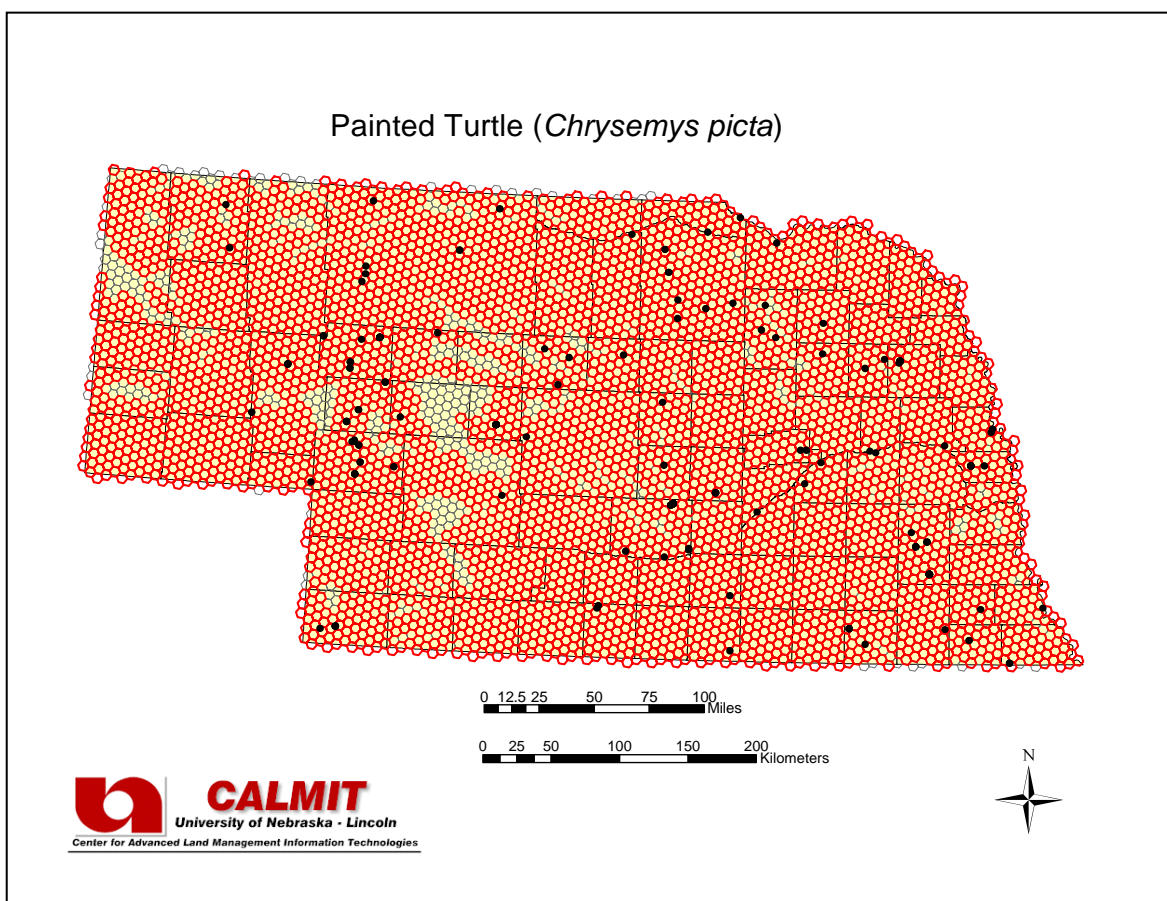 Painted Turtle (Chrysemys picta)
0 12.5 25 50 75 100
Miles
0 25 50 100 150 200
Kilometers
N
CALMIT
University of Nebraska - Lincoln
Center for Advanced Land Management Information Technologies